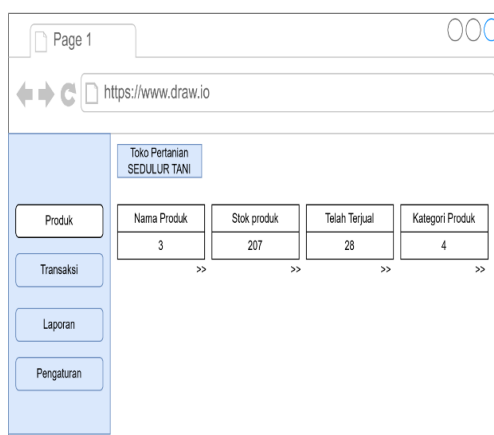 Page 1
https://www.draw.io
Toko Pertanian
SEDULUR TANI
Produk
Transaksi
Laporan
Pengaturan
Nama Produk
3
>>
Stok produk
207
>>
Telah Terjual
28
>>
Kategori Produk
4
>>